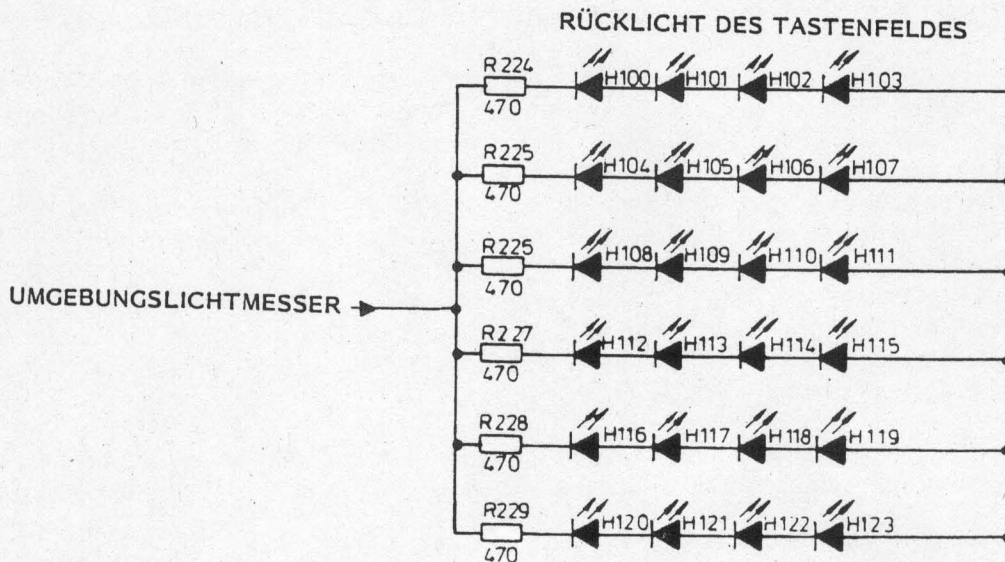 RÜCKLICHT DES TASTENFELDES
R224
470
H100 H101 H102 H103
R225
470
H104 H105 H106 H107
R225
470
H108 H109 H110 H111
UMGEBUNGSLICHTMESSER
R227
470
H112 H113 H114 H115
R228
470
H116 H117 H118 H119
R229
470
H120 H121 H122 H123